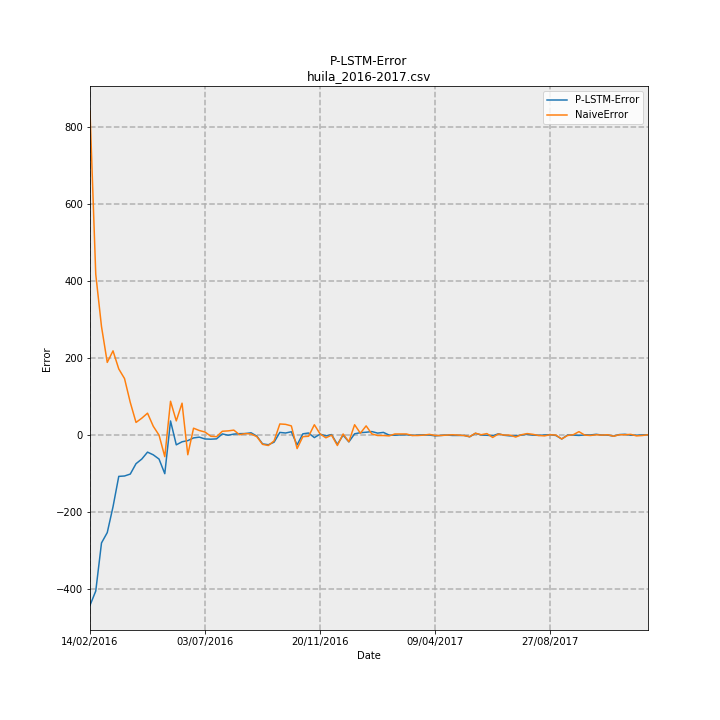 P-LSTM-Error
huila_2016-2017.csv
P-LSTM-Error
NaiveError
800
600
400
200
0
−200
−400
Error
14/02/2016
03/07/2016
20/11/2016
09/04/2017
27/08/2017
Date